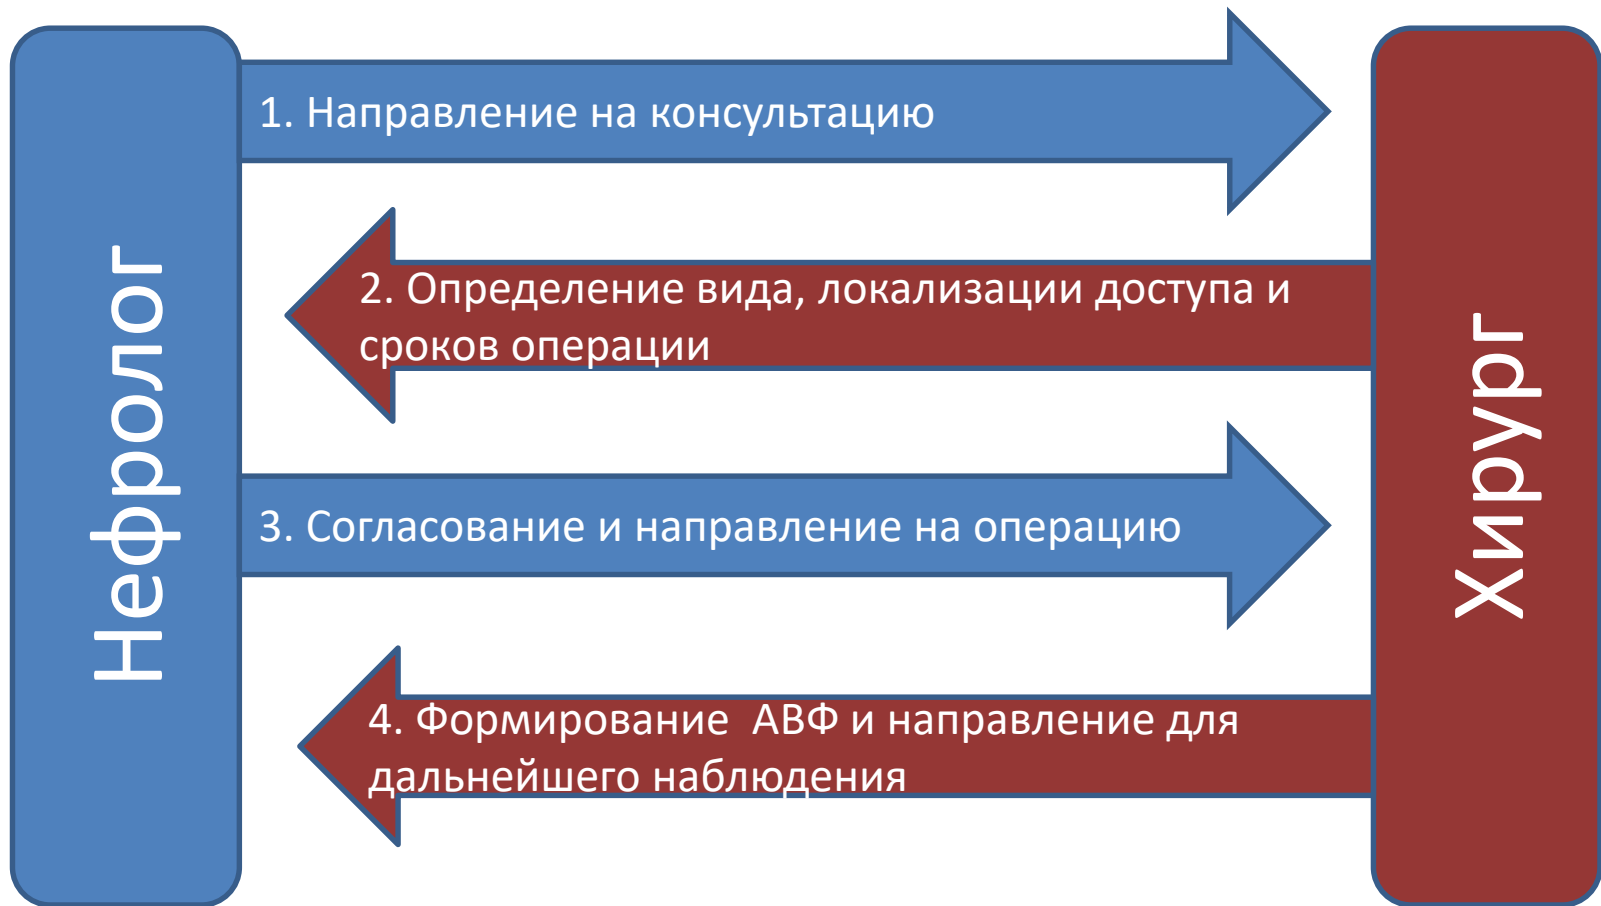 Нефролог
1. Направление на консультацию
2. Определение вида, локализации доступа и
сроков операции
3. Согласование и направление на операцию
4. Формирование  АВФ и направление для
дальнейшего наблюдения
Хирург